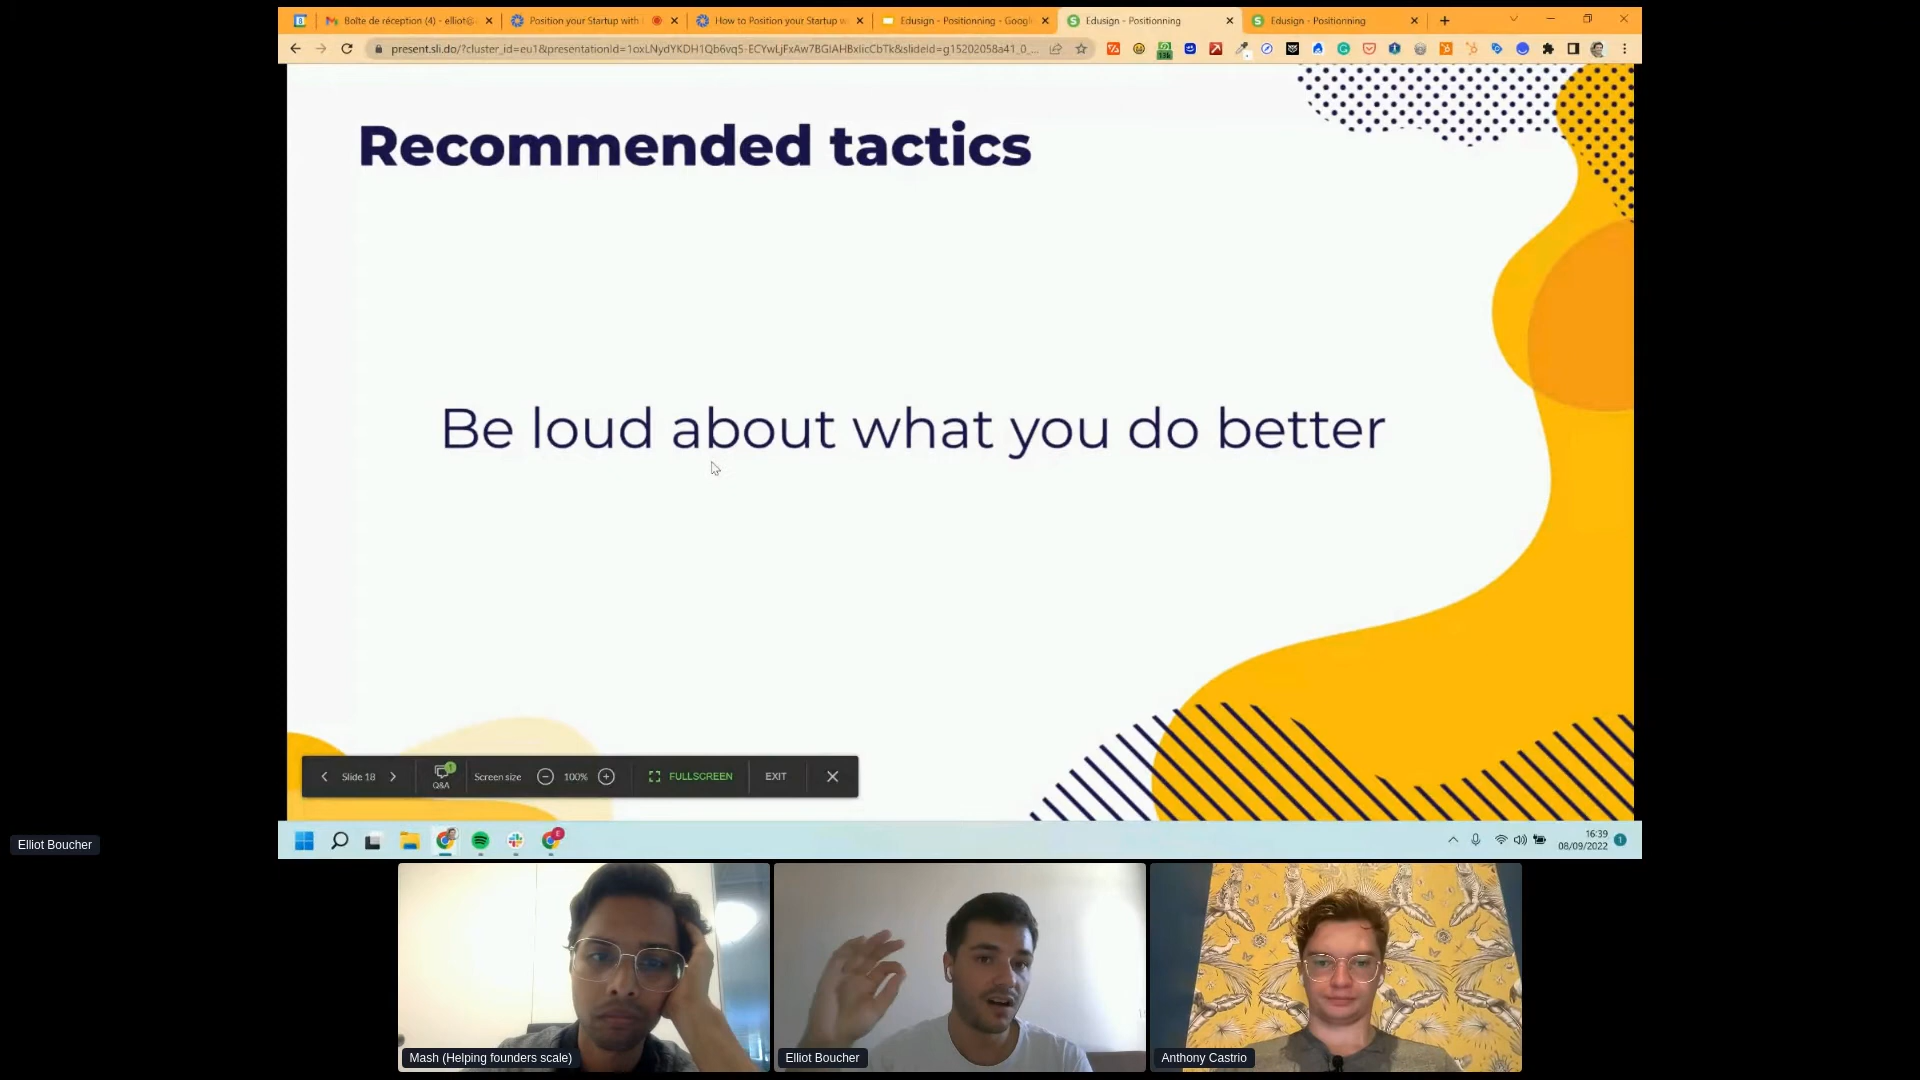 Boîte de réception (4) - elliot@
Position your Startup with
How to Position your Startup w
Edusign - Positionning - Googl
Edusign - Positionning
Edusign - Positionning
Recommended tactics
Be loud about what you do better
Slide 18
Q&A
1
Screen size
100%
FULLSCREEN
EXIT
16:39
08/09/2022
1
Elliot Boucher
Mash (Helping founders scale)
Elliot Boucher
Anthony Castrio